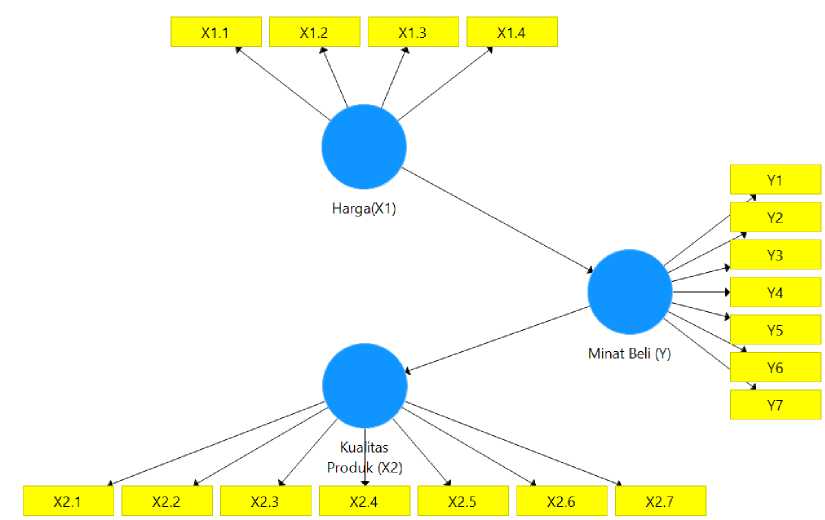 X1.1
X1.2
X1.3
X1.4
Harga(X1)
Y1
Y2
Y3
Y4
Y5
Y6
Y7
Minat Beli (Y)
Kualitas
Produk (X2)
X2.1
X2.2
X2.3
X2.4
X2.5
X2.6
X2.7